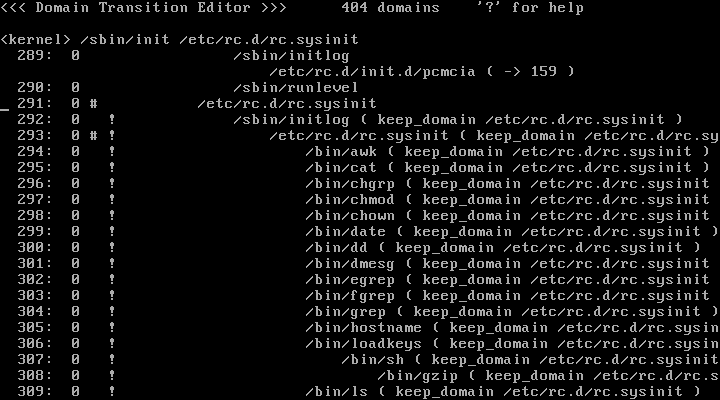 <<< Domain Transition Editor >>>      404 domains    '?' for help
<kernel> /sbin/init /etc/rc.d/rc.sysinit
289:  0                 /sbin/initlog
/etc/rc.d/init.d/pcmcia ( -> 159 )
290:  0                 /sbin/runlevel
_ 291:  0 #           /etc/rc.d/rc.sysinit
292:  0   !             /sbin/initlog ( keep_domain /etc/rc.d/rc.sysinit )
293:  0 # !                 /etc/rc.d/rc.sysinit ( keep_domain /etc/rc.d/rc.sy
294:  0   !                     /bin/awk ( keep_domain /etc/rc.d/rc.sysinit )
295:  0   !                     /bin/cat ( keep_domain /etc/rc.d/rc.sysinit )
296:  0   !                     /bin/chgrp ( keep_domain /etc/rc.d/rc.sysinit
297:  0   !                     /bin/chmod ( keep_domain /etc/rc.d/rc.sysinit
298:  0   !                     /bin/chown ( keep_domain /etc/rc.d/rc.sysinit
299:  0   !                     /bin/date ( keep_domain /etc/rc.d/rc.sysinit )
300:  0   !                     /bin/dd ( keep_domain /etc/rc.d/rc.sysinit )
301:  0   !                     /bin/dmesg ( keep_domain /etc/rc.d/rc.sysinit
302:  0   !                     /bin/egrep ( keep_domain /etc/rc.d/rc.sysinit
303:  0   !                     /bin/fgrep ( keep_domain /etc/rc.d/rc.sysinit
304:  0   !                     /bin/grep ( keep_domain /etc/rc.d/rc.sysinit )
305:  0   !                     /bin/hostname ( keep_domain /etc/rc.d/rc.sysin
306:  0   !                     /bin/loadkeys ( keep_domain /etc/rc.d/rc.sysin
307:  0   !                         /bin/sh ( keep_domain /etc/rc.d/rc.sysinit
308:  0   !                             /bin/gzip ( keep_domain /etc/rc.d/rc.s
309:  0   !                     /bin/ls ( keep_domain /etc/rc.d/rc.sysinit )